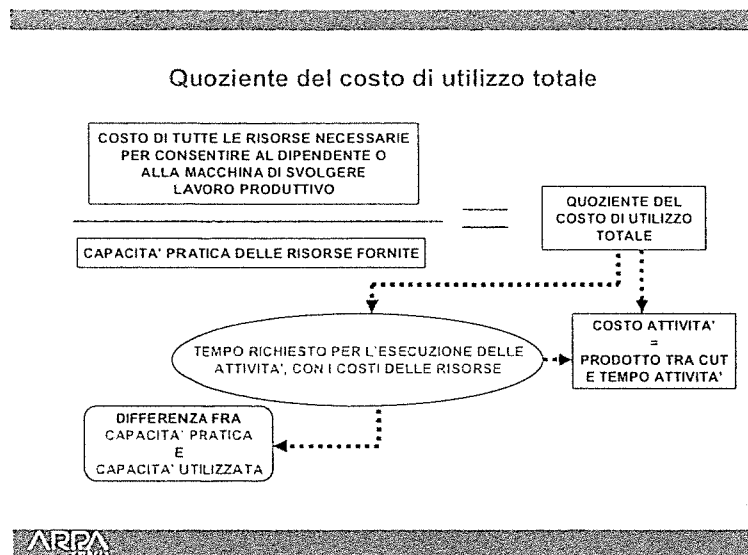 Quoziente del costo di utilizzo totale
COSTO DI TUTTE LE RISORSE NECESSARIE
PER CONSENTIRE AL DIPENDENTE O
ALLA MACCHINA DI SVOLGERE
LAVORO PRODUTTIVO
CAPACITA' PRATICA DELLE RISORSE FORNITE
=
QUOZIENTE DEL
COSTO DI UTILIZZO
TOTALE
TEMPO RICHIESTO PER L'ESECUZIONE DELLE
ATTIVITA', CON I COSTI DELLE RISORSE
COSTO ATTIVITA'
=
PRODOTTO TRA CUT
E TEMPO ATTIVITA'
DIFFERENZA FRA
CAPACITA' PRATICA
E
CAPACITA' UTILIZZATA
ARPA